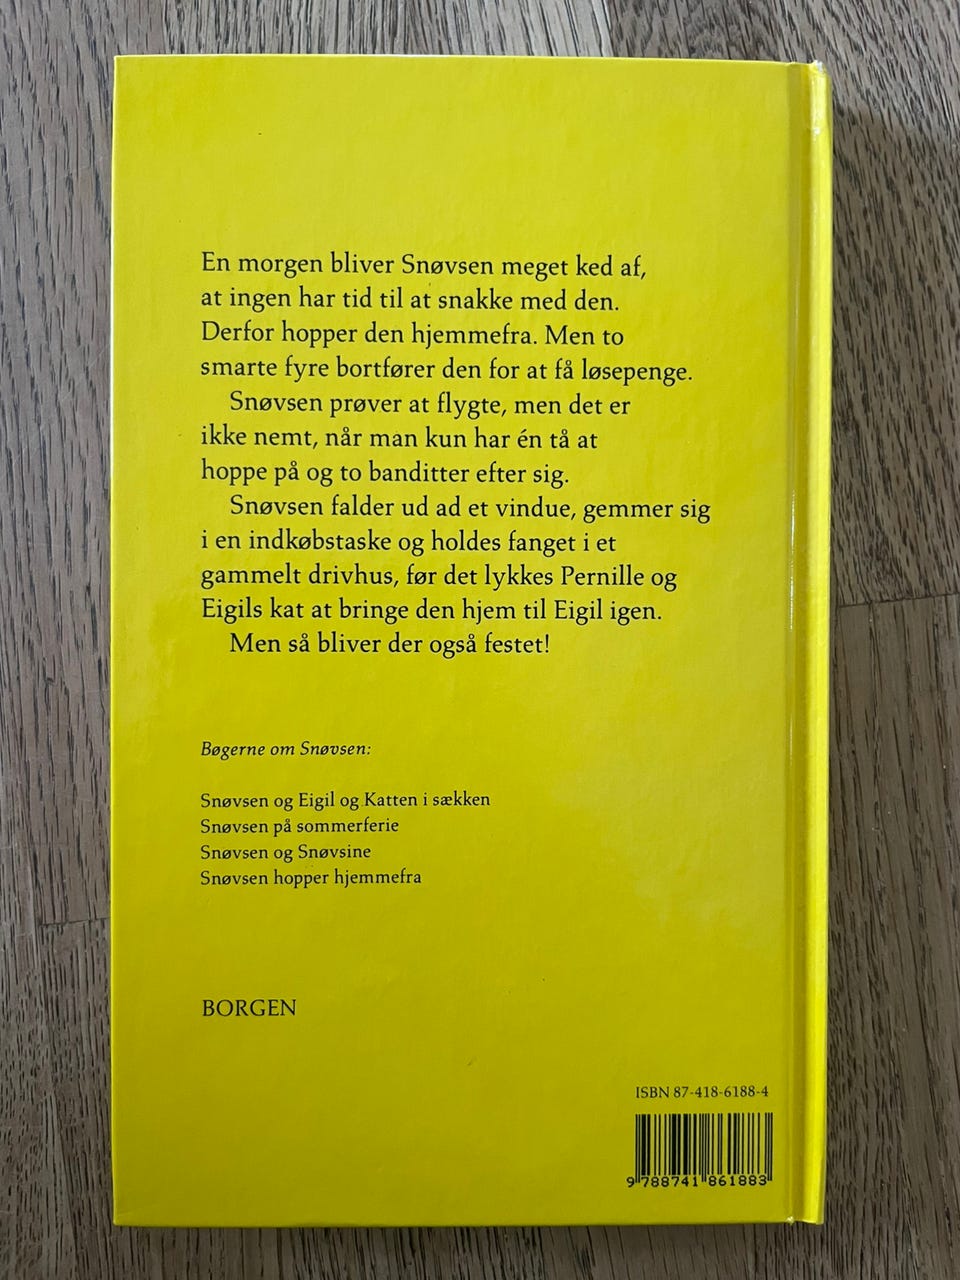 En morgen bliver Snøvsen meget ked af,
at ingen har tid til at snakke med den.
Derfor hopper den hjemmefra. Men to
smarte fyre bortfører den for at få løsepenge.
Snøvsen prøver at flygte, men det er
ikke nemt, når man kun har én tå at
hoppe på og to banditter efter sig.
Snøvsen falder ud ad et vindue, gemmer sig
i en indkøbstaske og holdes fanget i et
gammelt drivhus, før det lykkes Pernille og
Eigils kat at bringe den hjem til Eigil igen.
Men så bliver der også festet!
Bøgerne om Snøvsen:
Snøvsen og Eigil og Katten i sækken
Snøvsen på sommerferie
Snøvsen og Snøvsine
Snøvsen hopper hjemmefra
BORGEN
ISBN 87-418-6188-4
9 788741 861883